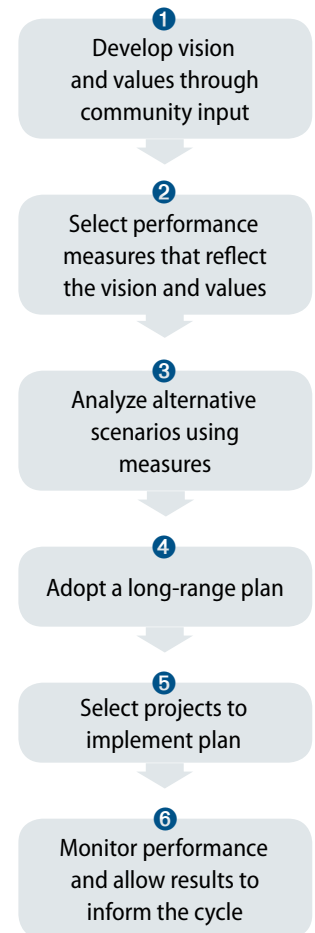 1
Develop vision
and values through
community input
2
Select performance
measures that reflect
the vision and values
3
Analyze alternative
scenarios using
measures
4
Adopt a long-range plan
5
Select projects to
implement plan
6
Monitor performance
and allow results to
inform the cycle